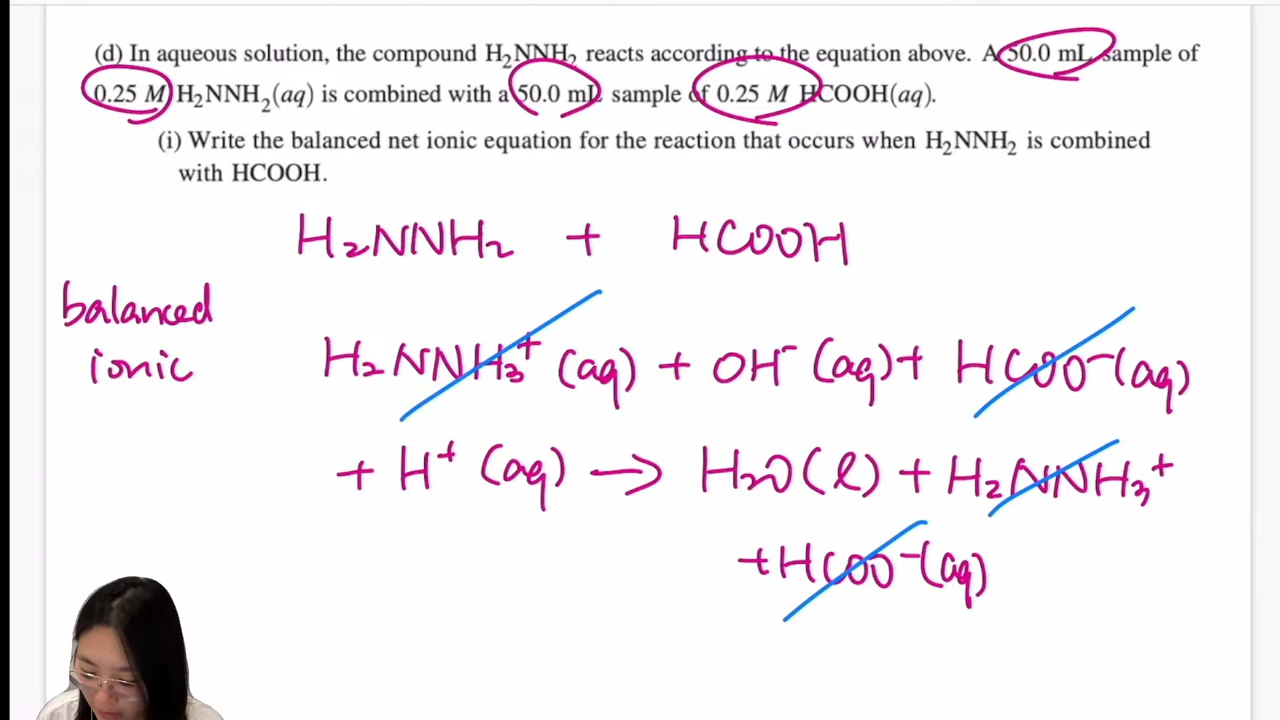 (d) In aqueous solution, the compound H₂NNH₂ reacts according to the equation above. A 50.0 mL sample of
0.25 M H₂NNH₂(aq) is combined with a 50.0 mL sample of 0.25 M HCOOH(aq).
(i) Write the balanced net ionic equation for the reaction that occurs when H₂NNH₂ is combined
with HCOOH.
H₂NNH₂ + HCOOH
balanced
ionic
H₂NNH₃⁺ (aq) + OH⁻ (aq) + HCOO⁻ (aq)
+ H⁺ (aq) → H₂O (l) + H₂NNH₃⁺
+ HCOO⁻ (aq)